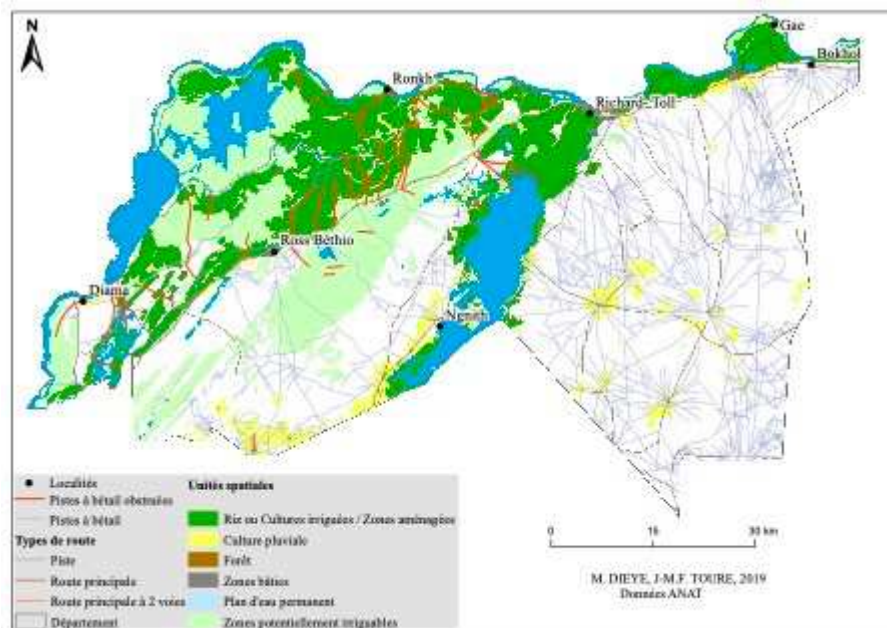 N
Gae
Bokhol
Ronkh
Richard-Toll
Ross Béthio
Diama
Ngnith
Localités
Pistes à bétail obstruées
Pistes à bétail
Types de route
Piste
Route principale
Route principale à 2 voies
Département
Unités spatiales
Riz ou Cultures irriguées / Zones aménagées
Culture pluviale
Forêt
Zones bâties
Plan d'eau permanent
Zones potentiellement irriguables
0 15 30 km
M. DIEYE, J-M.F. TOURE, 2019
Données ANAT